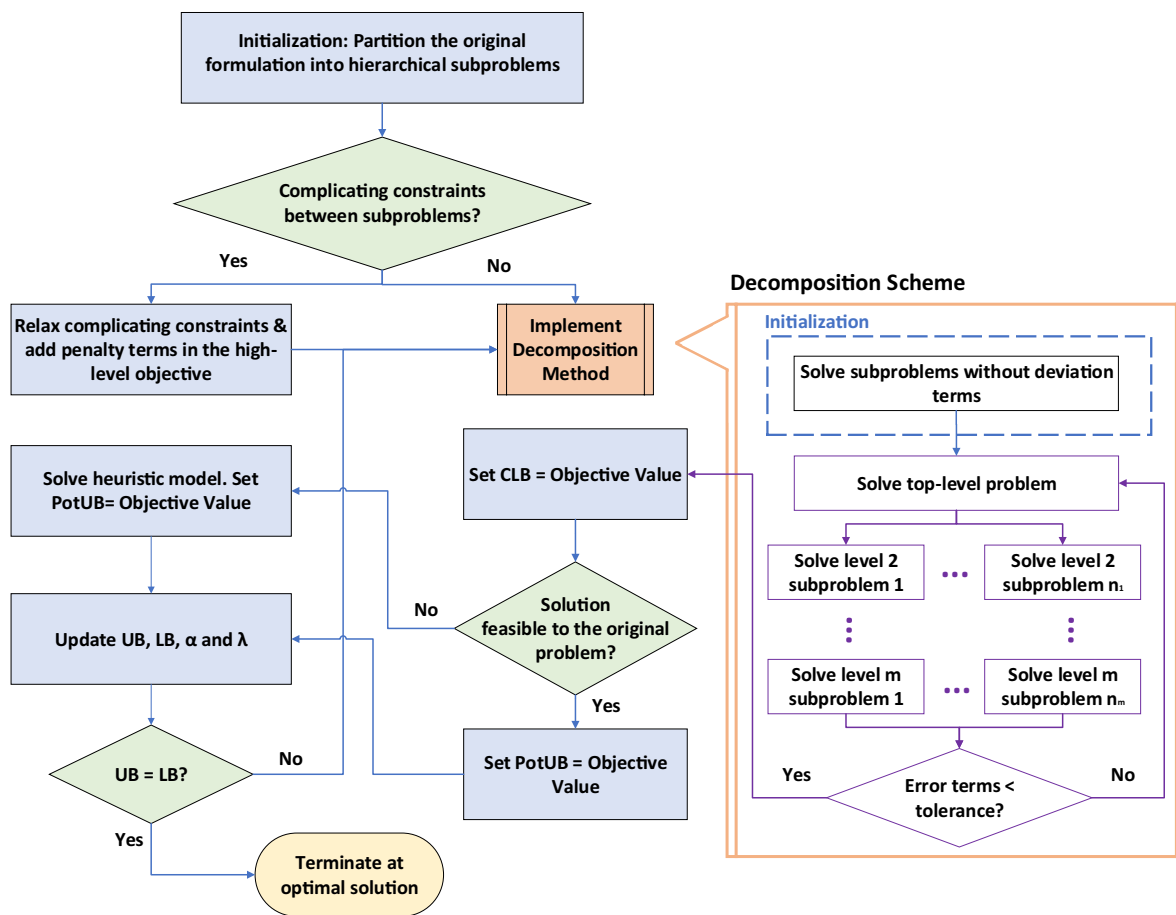 Initialization: Partition the original
formulation into hierarchical subproblems
Complicating constraints
between subproblems?
Yes
No
Relax complicating constraints &
add penalty terms in the high-
level objective
Implement
Decomposition
Method
Solve heuristic model. Set
PotUB= Objective Value
Set CLB = Objective Value
Update UB, LB, α and λ
No
Solution
feasible to the original
problem?
Yes
UB = LB?
No
Set PotUB = Objective
Value
Yes
Terminate at
optimal solution
Decomposition Scheme
Initialization
Solve subproblems without deviation
terms
Solve top-level problem
Solve level 2
subproblem 1
Solve level 2
subproblem n₁
Solve level m
subproblem 1
Solve level m
subproblem nₘ
Yes
Error terms <
tolerance?
No